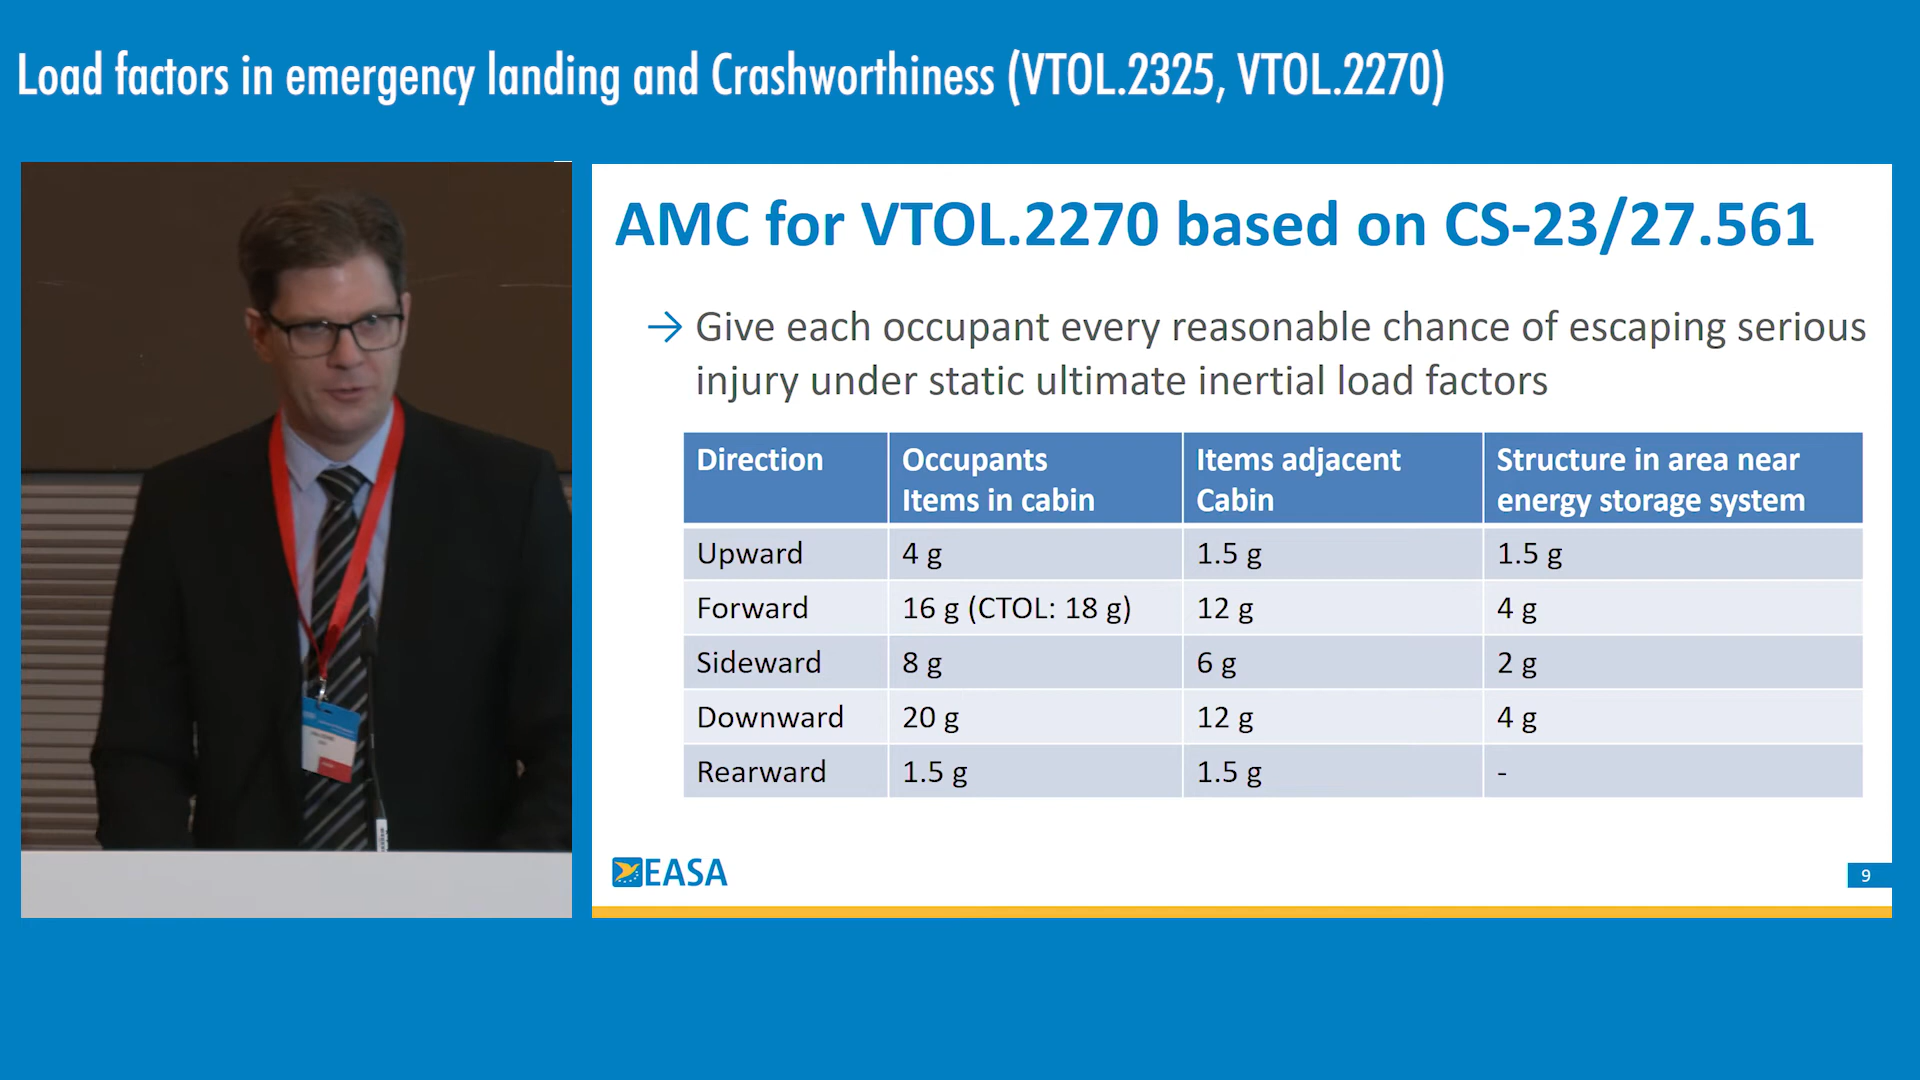 Load factors in emergency landing and Crashworthiness (VTOL.2325, VTOL.2270)
AMC for VTOL.2270 based on CS-23/27.561
→ Give each occupant every reasonable chance of escaping serious
injury under static ultimate inertial load factors
Direction Occupants Items in cabin Items adjacent Cabin Structure in area near energy storage system
Upward 4 g 1.5 g 1.5 g
Forward 16 g (CTOL: 18 g) 12 g 4 g
Sideward 8 g 6 g 2 g
Downward 20 g 12 g 4 g
Rearward 1.5 g 1.5 g -
EASA
9